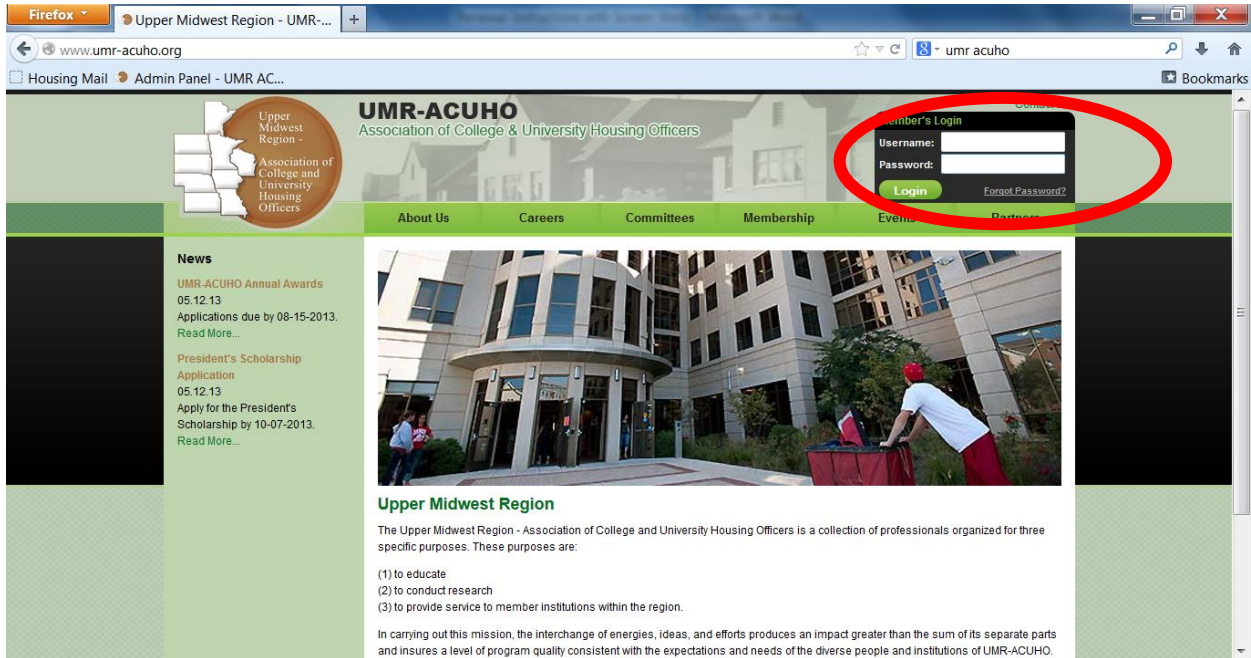 Firefox
Upper Midwest Region - UMR-...
+
www.umr-acuho.org
umr acuho
Housing Mail
Admin Panel - UMR AC...
Bookmarks
Upper
Midwest
Region -
Association of
College and
University
Housing
Officers
UMR-ACUHO
Association of College & University Housing Officers
Member's Login
Username:
Password:
Login
Forgot Password?
About Us
Careers
Committees
Membership
Events
Partners
News
UMR-ACUHO Annual Awards
05.12.13
Applications due by 08-15-2013.
Read More...
President's Scholarship
Application
05.12.13
Apply for the President's
Scholarship by 10-07-2013.
Read More...
Upper Midwest Region
The Upper Midwest Region - Association of College and University Housing Officers is a collection of professionals organized for three
specific purposes. These purposes are:
(1) to educate
(2) to conduct research
(3) to provide service to member institutions within the region.
In carrying out this mission, the interchange of energies, ideas, and efforts produces an impact greater than the sum of its separate parts
and insures a level of program quality consistent with the expectations and needs of the diverse people and institutions of UMR-ACUHO.